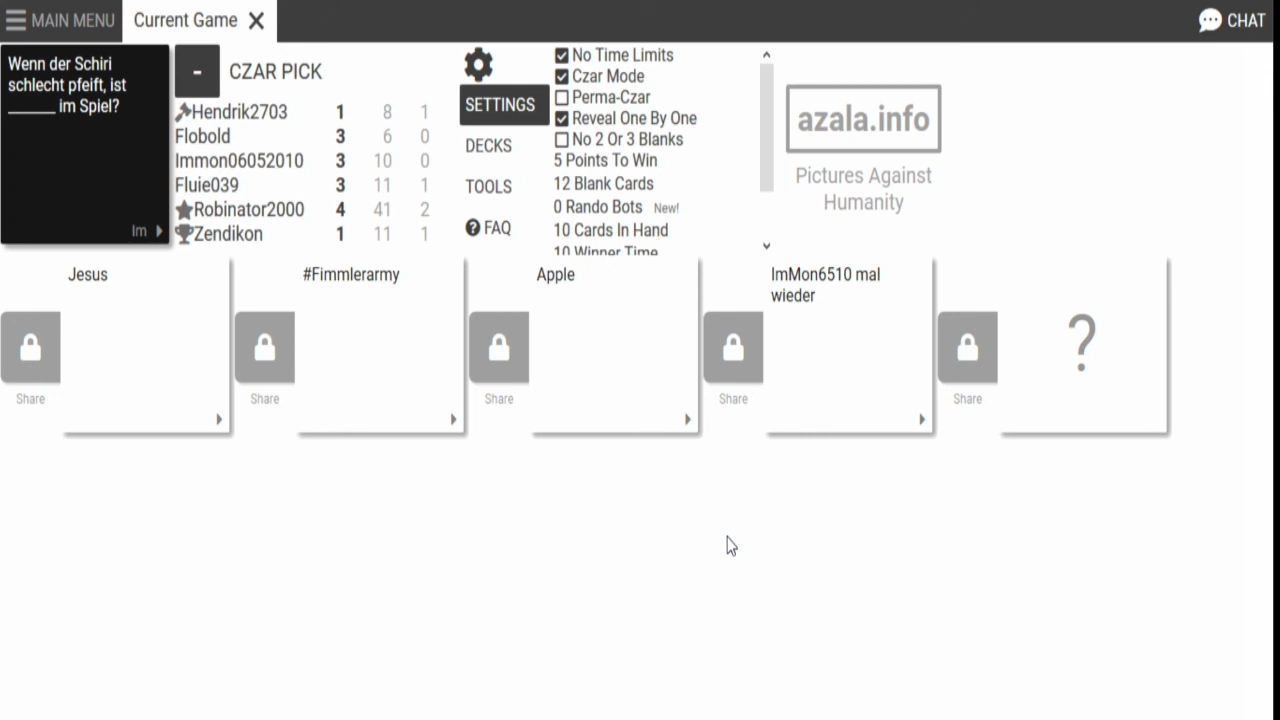 MAIN MENU
Current Game
CHAT
Wenn der Schiri
schlecht pfeift, ist
______ im Spiel?
Im
-
CZAR PICK
Hendrik2703 1 8 1
Flobold 3 6 0
Immon06052010 3 10 0
Fluie039 3 11 1
Robinator2000 4 41 2
Zendikon 1 11 1
SETTINGS
DECKS
TOOLS
? FAQ
No Time Limits
Czar Mode
Perma-Czar
Reveal One By One
No 2 Or 3 Blanks
5 Points To Win
12 Blank Cards
0 Rando Bots New!
10 Cards In Hand
10 Winner Time
azala.info
Pictures Against
Humanity
Jesus
Share
#Fimmlerarmy
Share
Apple
Share
ImMon6510 mal
wieder
Share
?
Share